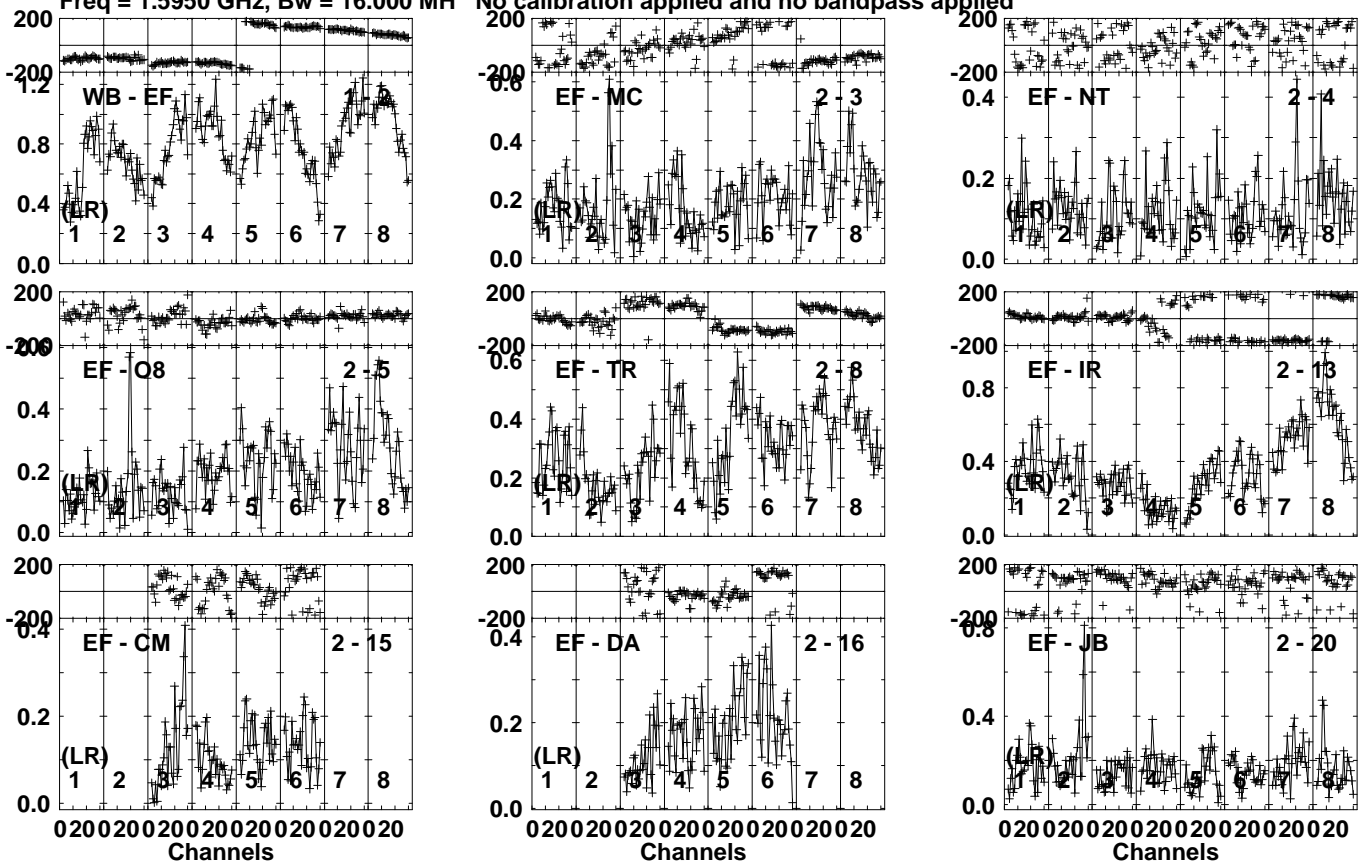 Freq = 1.5950 GHz, Bw = 16.000 MH No calibration applied and no bandpass applied
200 200 200
-200 -200 -200
1.2 WB - EF 1 - 2 0.6 EF - MC 2 - 3 0.4 EF - NT 2 - 4
0.8 0.4 0.2
0.4 (LR) 0.2 (LR) (LR)
1 2 3 4 5 6 7 8 1 2 3 4 5 6 7 8 1 2 3 4 5 6 7 8
0.0 0.0 0.0
200 200 200
-200 -200 -200
0.6 EF - Q8 2 - 5 0.6 EF - TR 2 - 8 EF - IR 2 - 13
0.4 0.4 0.8
0.2 (LR) 0.2 (LR) 0.4 (LR)
1 2 3 4 5 6 7 8 1 2 3 4 5 6 7 8 1 2 3 4 5 6 7 8
0.0 0.0 0.0
200 200 200
-200 -200 -200
0.4 EF - CM 2 - 15 0.4 EF - DA 2 - 16 0.8 EF - JB 2 - 20
0.2 0.2 0.4
(LR) (LR) (LR)
1 2 3 4 5 6 7 8 1 2 3 4 5 6 7 8 1 2 3 4 5 6 7 8
0.0 0.0 0.0
0 20 0 20 0 20 0 20 0 20 0 20 0 20 0 20 0 20 0 20 0 20 0 20 0 20 0 20 0 20 0 20 0 20 0 20 0 20 0 20 0 20 0 20 0 20 0 20
Channels Channels Channels